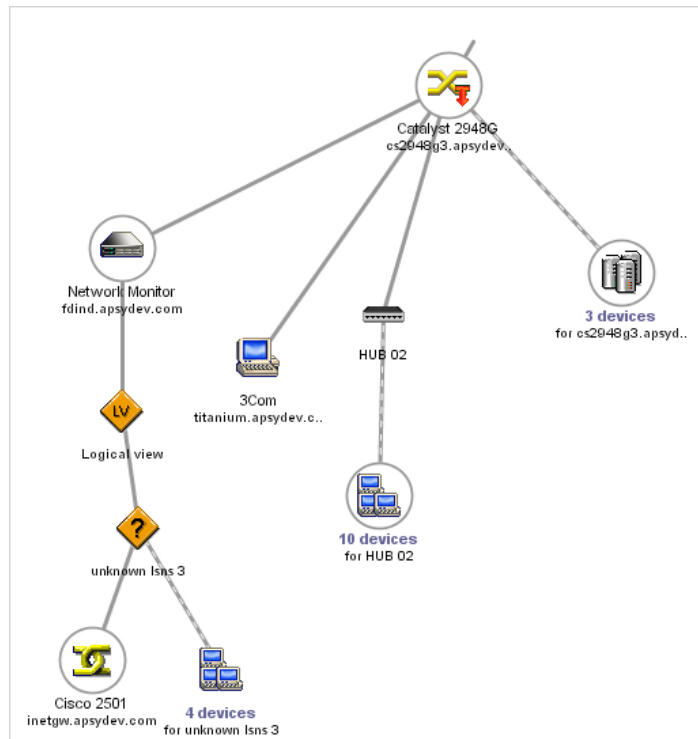 Catalyst 2948G
cs2948g3.apsydev..
Network Monitor
fdind.apsydev.com
3 devices
for cs2948g3.apsyd..
HUB 02
3Com
titanium.apsydev.c..
LV
Logical view
?
unknown lsns 3
10 devices
for HUB 02
Cisco 2501
inetgw.apsydev.com
4 devices
for unknown lsns 3